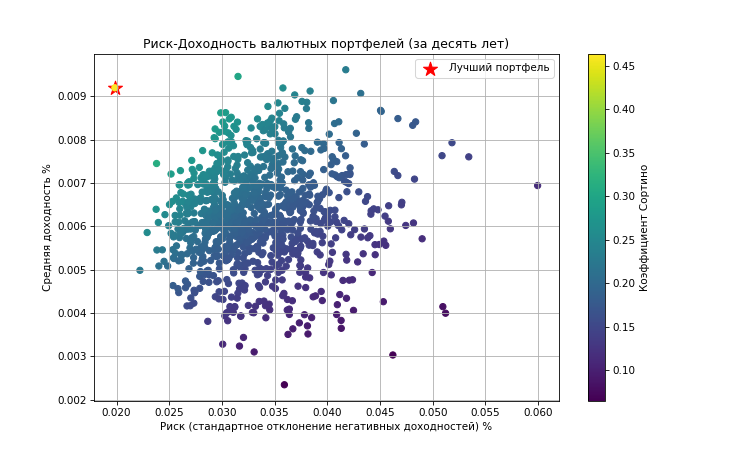 Риск-Доходность валютных портфелей (за десять лет)
Лучший портфель
0.009
0.008
0.007
0.006
0.005
0.004
0.003
0.002
Средняя доходность %
0.020 0.025 0.030 0.035 0.040 0.045 0.050 0.055 0.060
Риск (стандартное отклонение негативных доходностей) %
0.45
0.40
0.35
0.30
0.25
0.20
0.15
0.10
Коэффициент Сортино